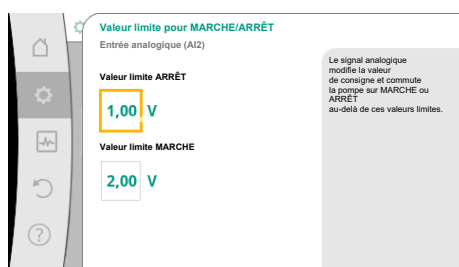 Valeur limite pour MARCHE/ARRÊT
Entrée analogique (AI2)
Valeur limite ARRÊT
1,00 V
Valeur limite MARCHE
2,00 V
Le signal analogique
modifie la valeur
de consigne et commute
la pompe sur MARCHE ou
ARRÊT
au-delà de ces valeurs limites.
?